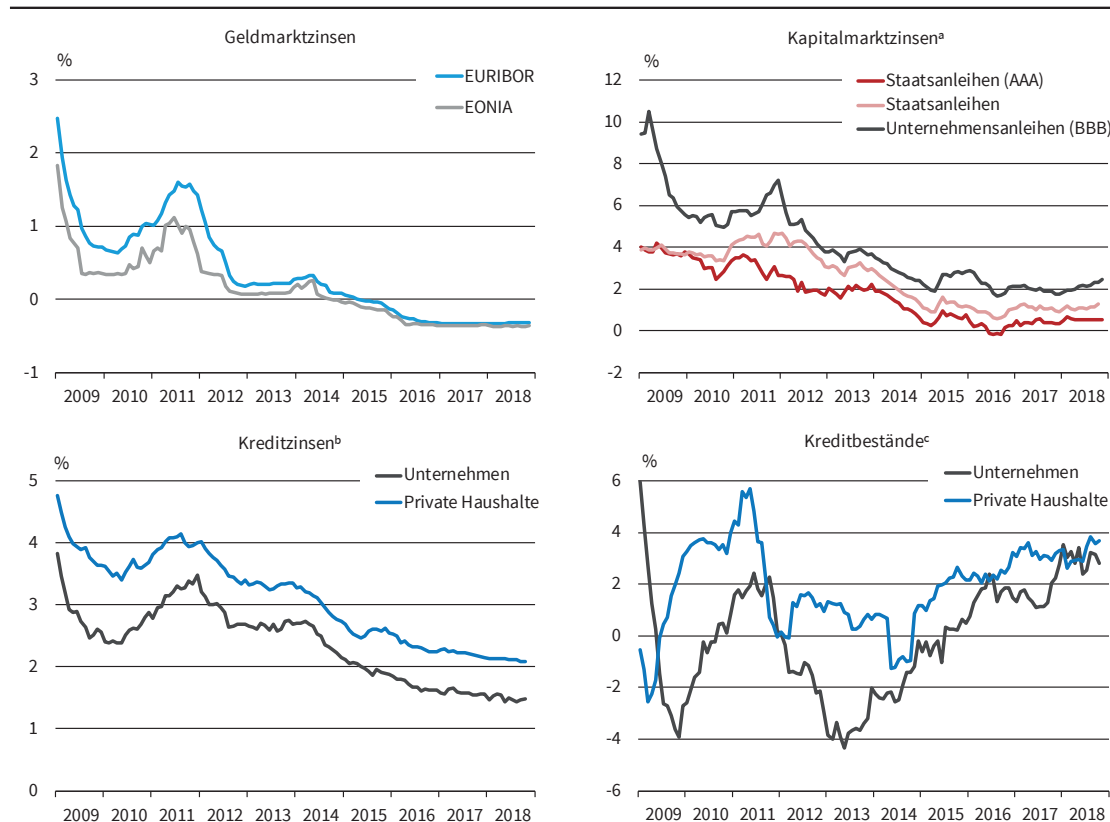 Geldmarktzinsen
%
EURIBOR
EONIA
3
2
1
0
-1
2009 2010 2011 2012 2013 2014 2015 2016 2017 2018
Kapitalmarktzinsenᵃ
%
Staatsanleihen (AAA)
Staatsanleihen
Unternehmensanleihen (BBB)
12
10
8
6
4
2
0
-2
2009 2010 2011 2012 2013 2014 2015 2016 2017 2018
Kreditzinsenᵇ
%
Unternehmen
Private Haushalte
5
4
3
2
1
0
2009 2010 2011 2012 2013 2014 2015 2016 2017 2018
Kreditbeständeᶜ
%
Unternehmen
Private Haushalte
6
4
2
0
-2
-4
-6
2009 2010 2011 2012 2013 2014 2015 2016 2017 2018